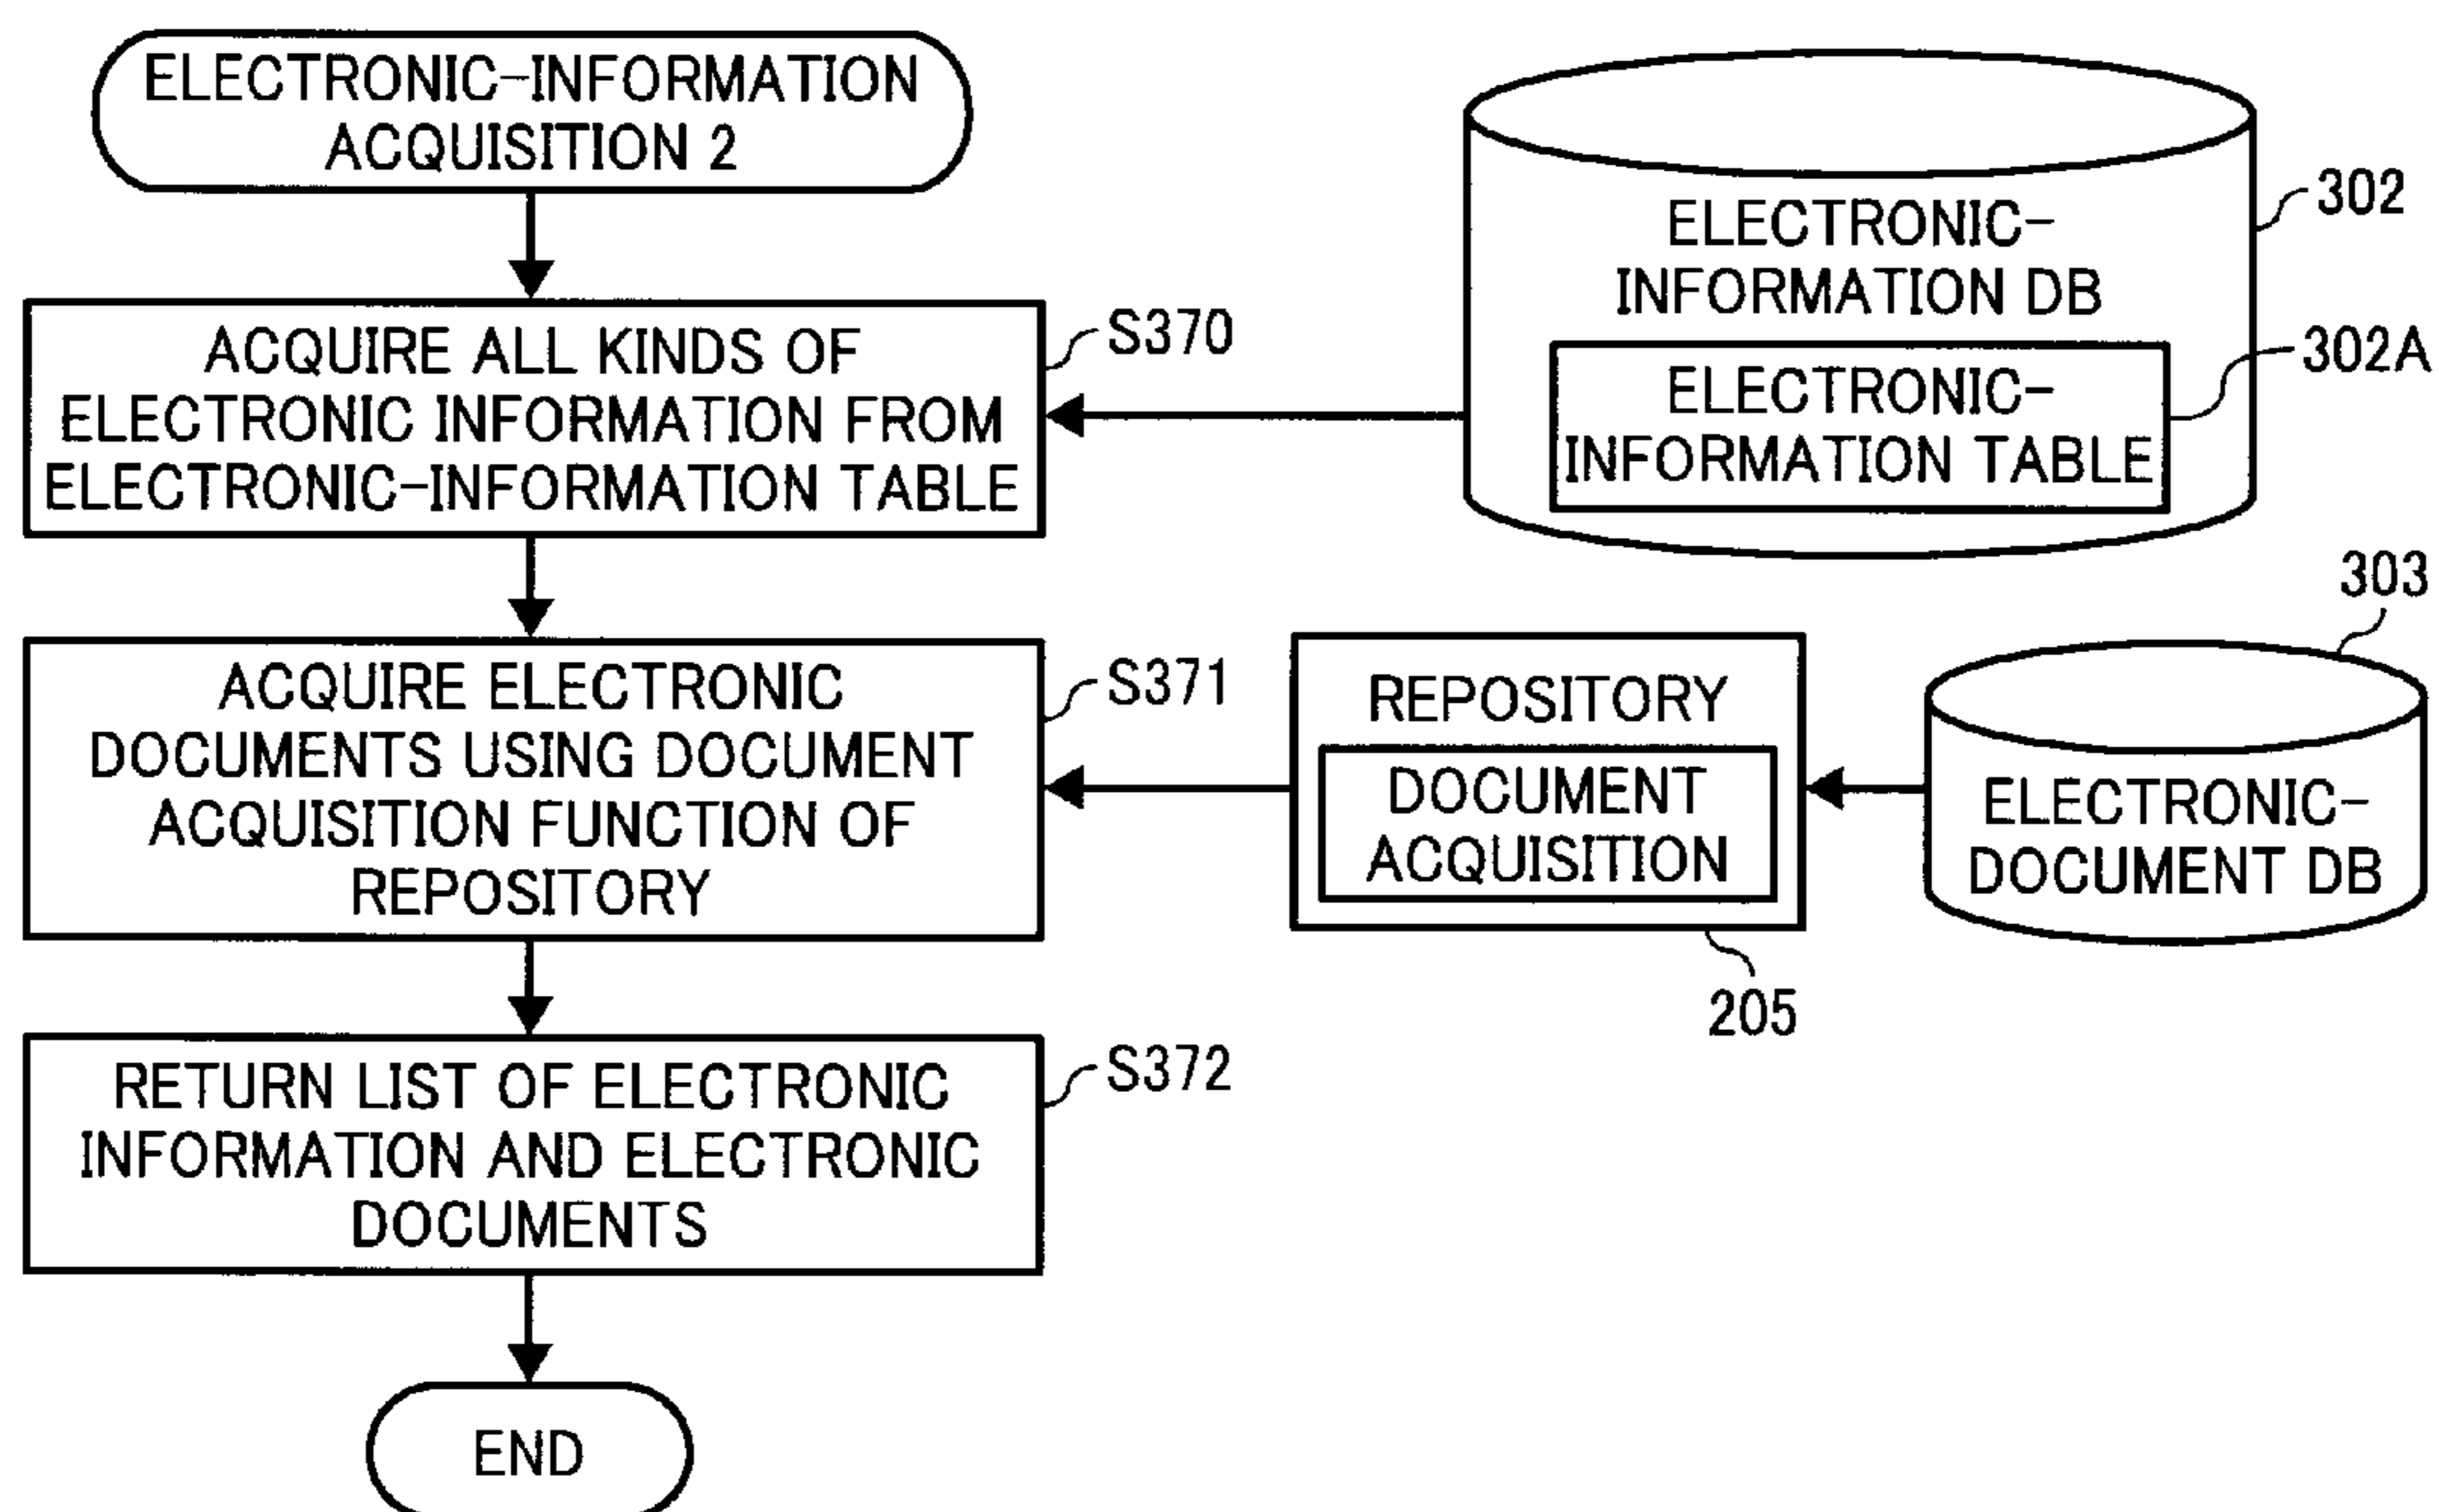 ELECTRONIC-INFORMATION
ACQUISITION 2
ELECTRONIC-
INFORMATION DB
302
ELECTRONIC-
INFORMATION TABLE
302A
ACQUIRE ALL KINDS OF
ELECTRONIC INFORMATION FROM
ELECTRONIC-INFORMATION TABLE
S370
ACQUIRE ELECTRONIC
DOCUMENTS USING DOCUMENT
ACQUISITION FUNCTION OF
REPOSITORY
S371
REPOSITORY
DOCUMENT
ACQUISITION
205
303
ELECTRONIC-
DOCUMENT DB
RETURN LIST OF ELECTRONIC
INFORMATION AND ELECTRONIC
DOCUMENTS
S372
END